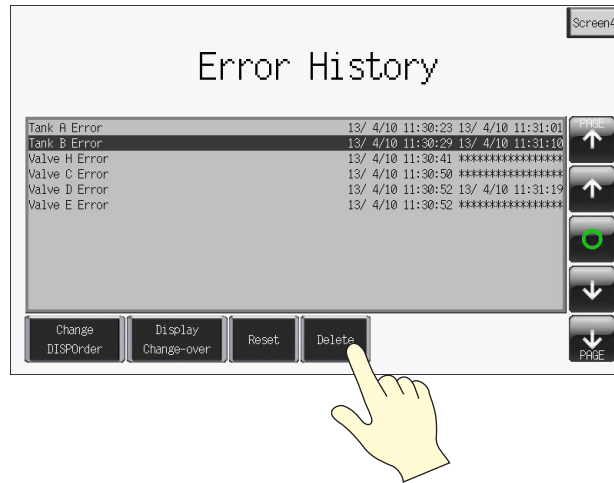 Screen4
Error History
Tank A Error 13/ 4/10 11:30:23 13/ 4/10 11:31:01
Tank B Error 13/ 4/10 11:30:29 13/ 4/10 11:31:10
Valve H Error 13/ 4/10 11:30:41 *****************
Valve C Error 13/ 4/10 11:30:50 *****************
Valve D Error 13/ 4/10 11:30:52 13/ 4/10 11:31:19
Valve E Error 13/ 4/10 11:30:52 *****************
PAGE
Change
DISPOrder
Display
Change-over
Reset
Delete
PAGE